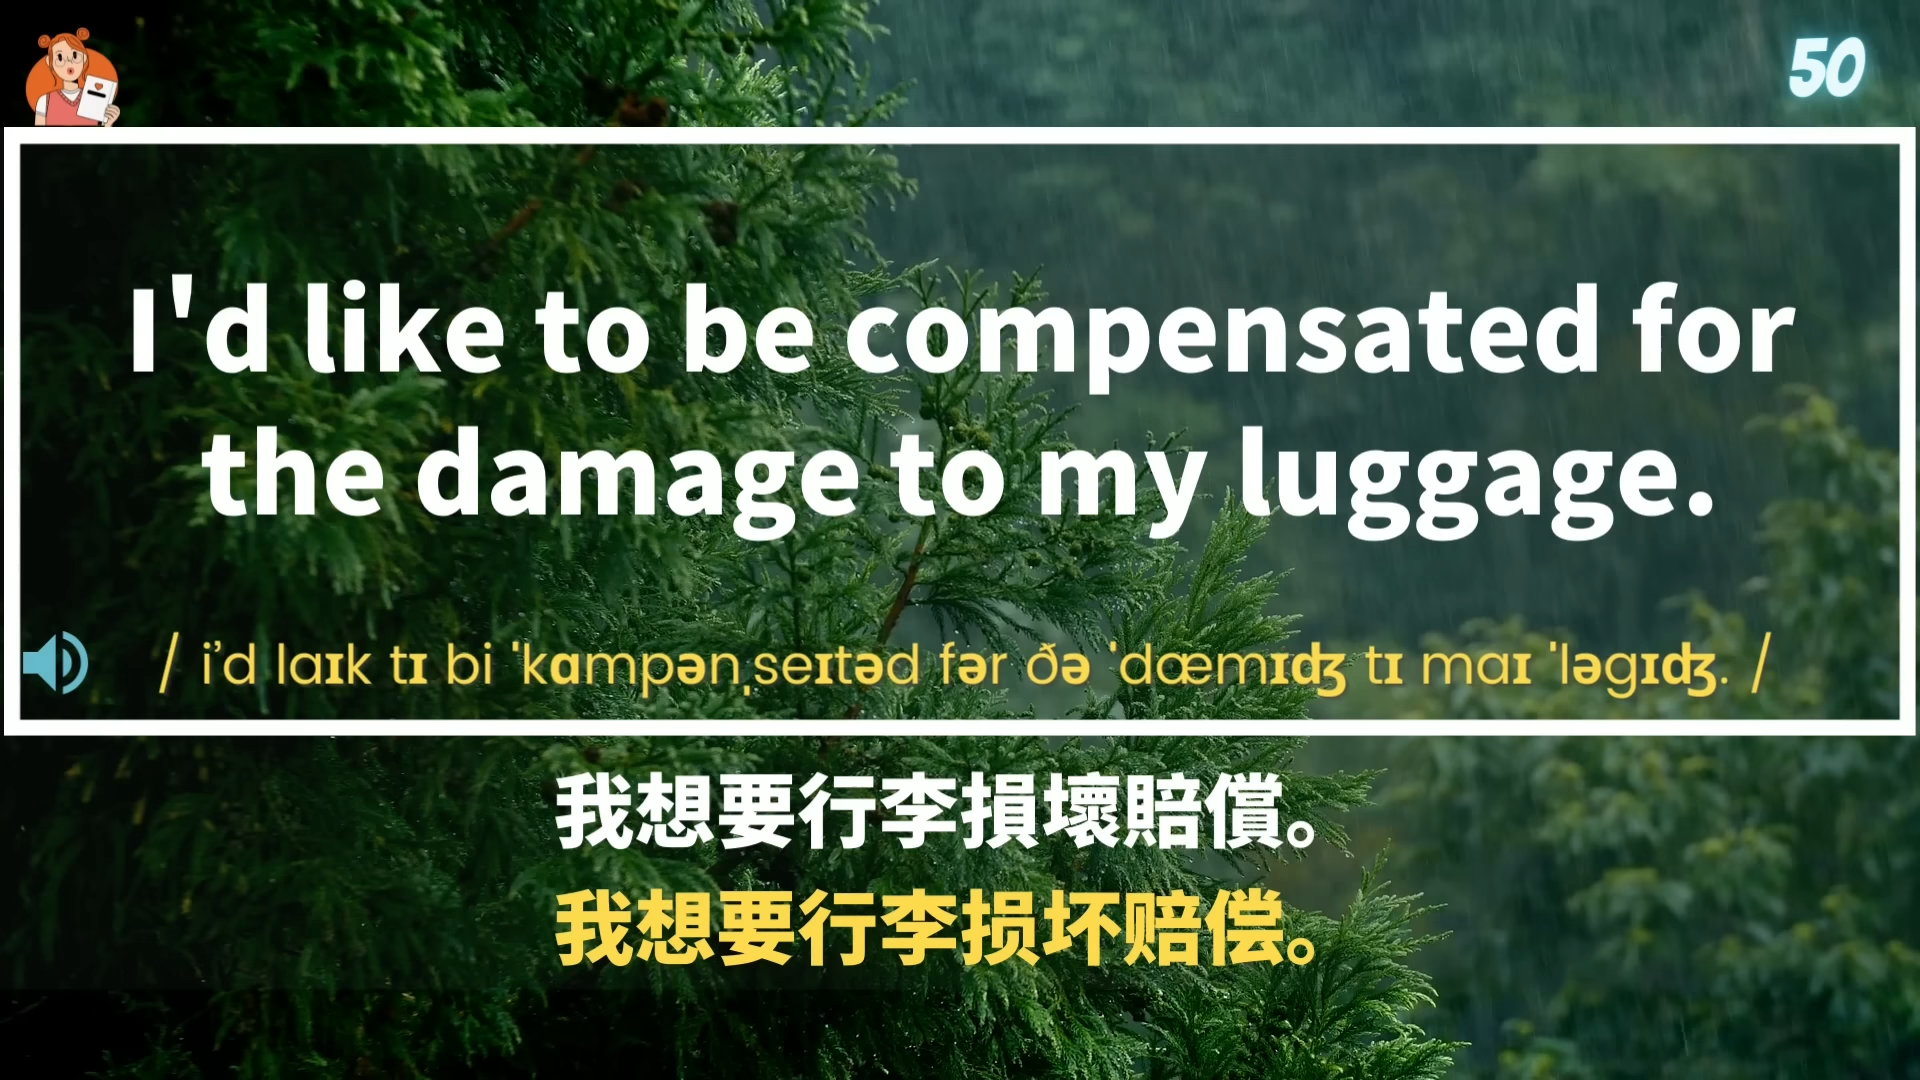 50
I'd like to be compensated for
the damage to my luggage.
/ i'd laɪk tɪ bi ˈkɑmpənˌseɪtəd fər ðə ˈdæmɪʤ tɪ maɪ ˈləgɪʤ. /
我想要行李損壞賠償。
我想要行李损坏赔偿。